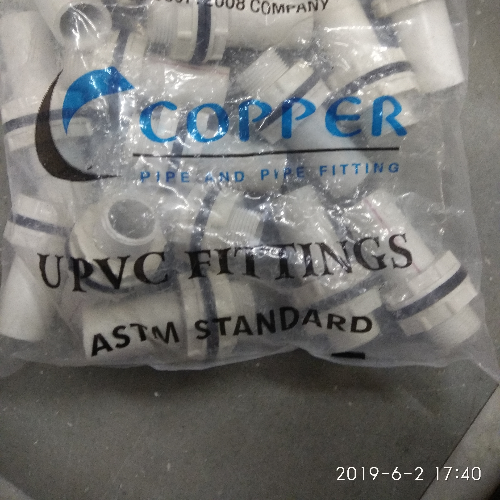 2008 COMPANY
COPPER
PIPE AND PIPE FITTING
UPVC FITTINGS
ASTM STANDARD
2019-6-2 17:40